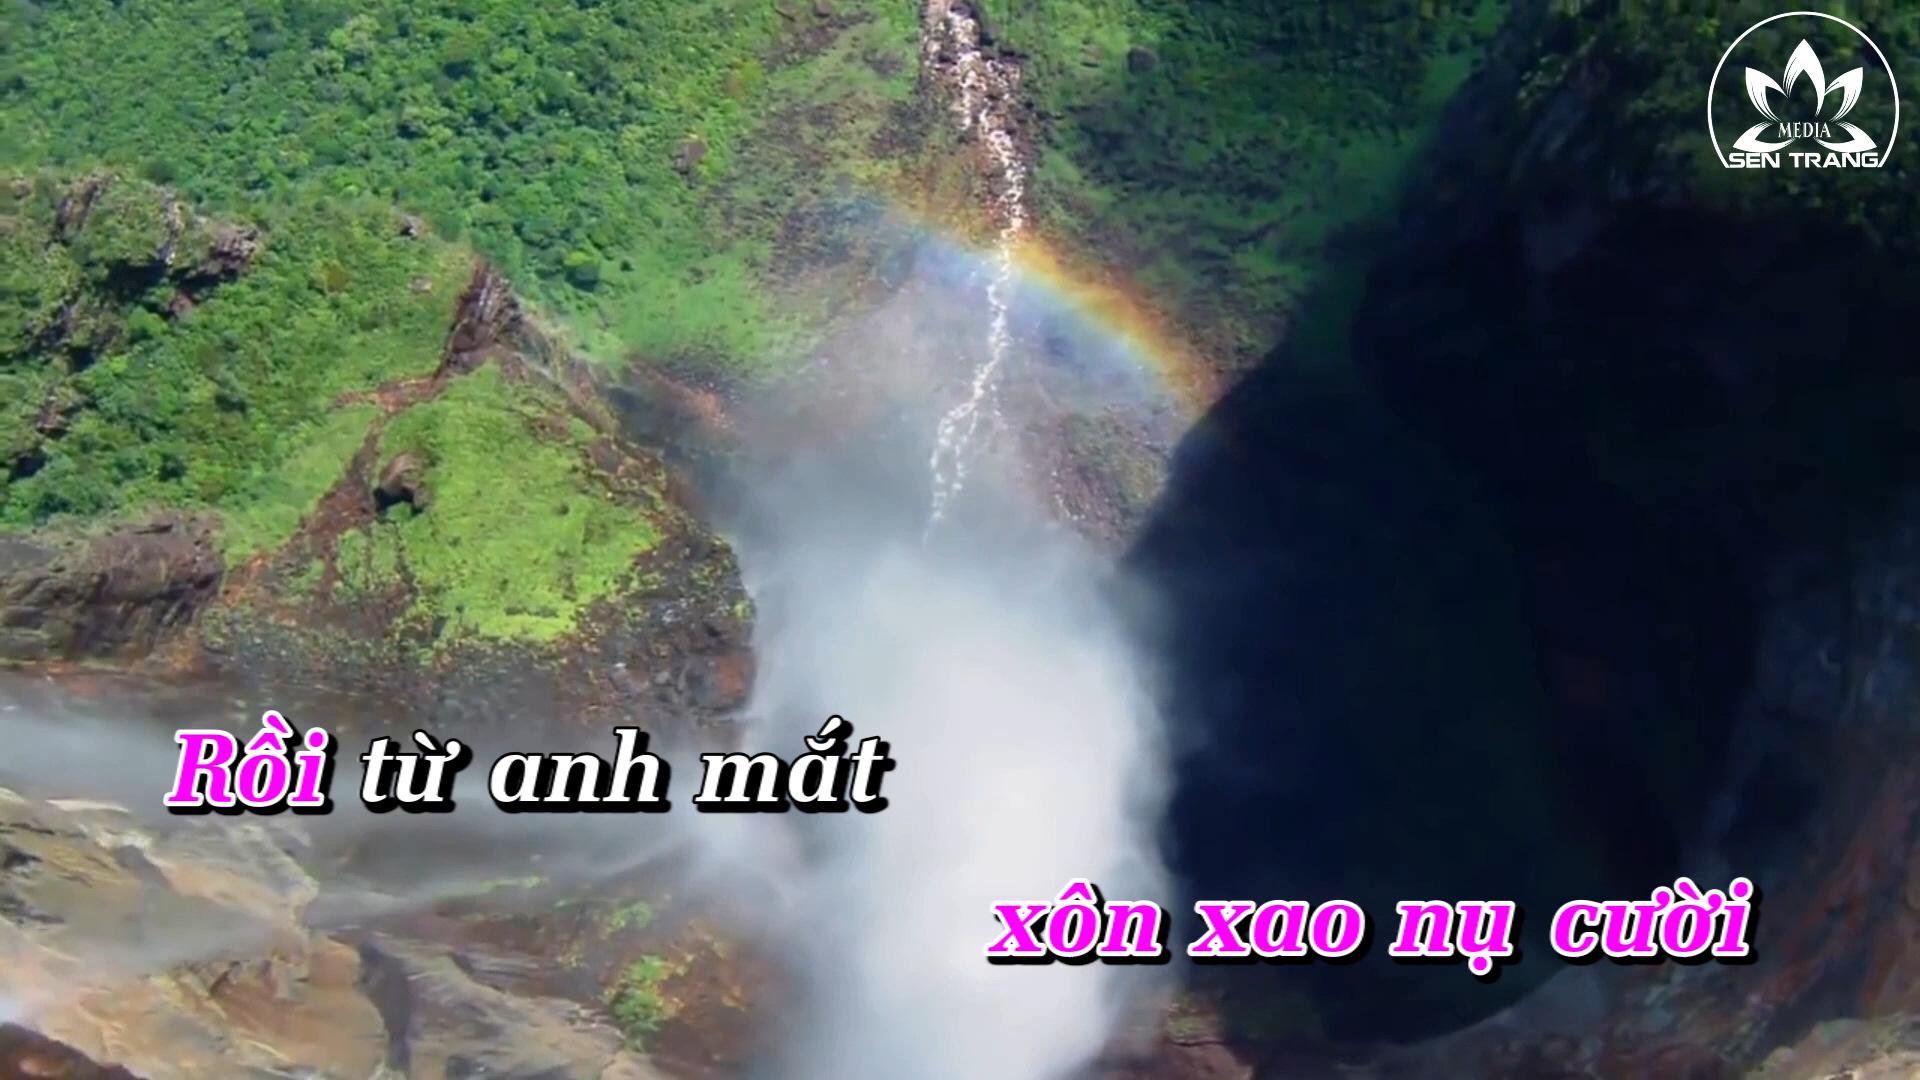 MEDIA
SEN TRANG
Rồi từ anh mắt
xôn xao nụ cười